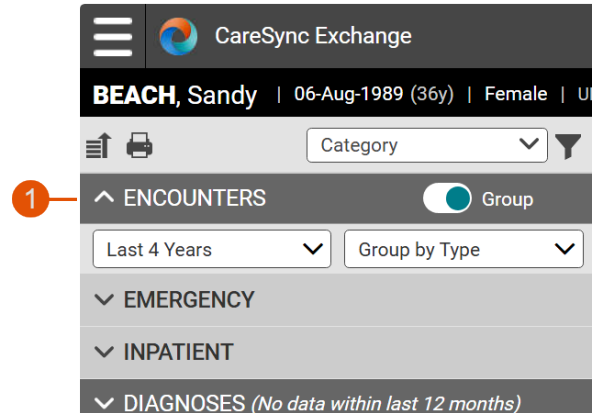 CareSync Exchange
BEACH, Sandy | 06-Aug-1989 (36y) | Female |
Category
1 ENCOUNTERS Group
Last 4 Years Group by Type
EMERGENCY
INPATIENT
DIAGNOSES (No data within last 12 months)